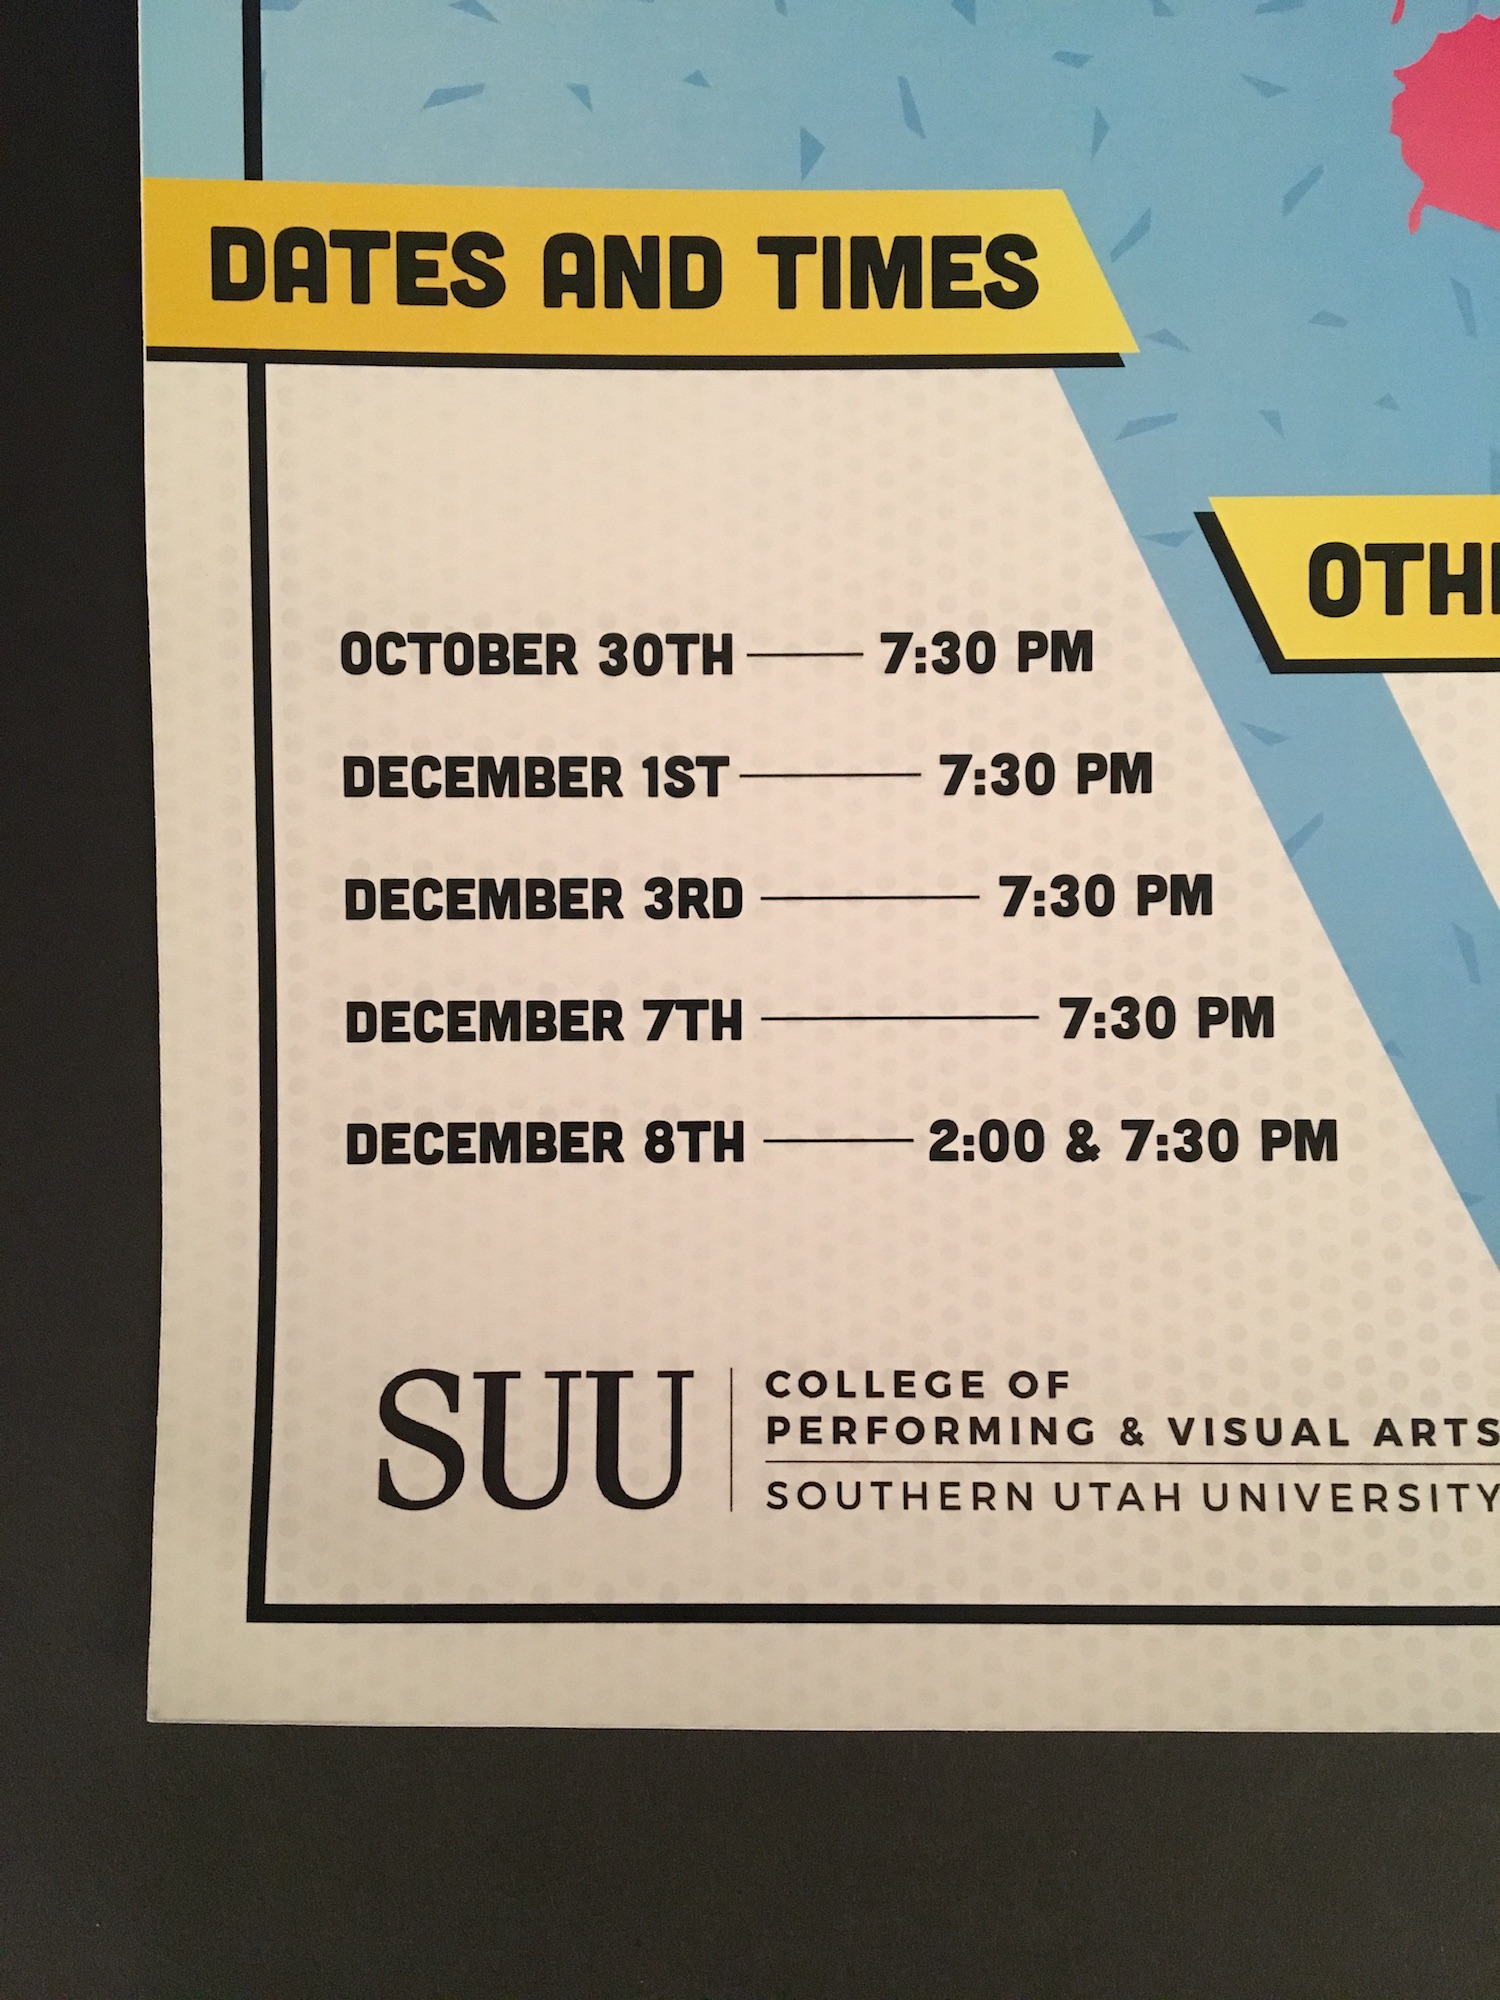 DATES AND TIMES
OCTOBER 30TH 7:30 PM
DECEMBER 1ST 7:30 PM
DECEMBER 3RD 7:30 PM
DECEMBER 7TH 7:30 PM
DECEMBER 8TH 2:00 & 7:30 PM
SUU
COLLEGE OF
PERFORMING & VISUAL ARTS
SOUTHERN UTAH UNIVERSITY